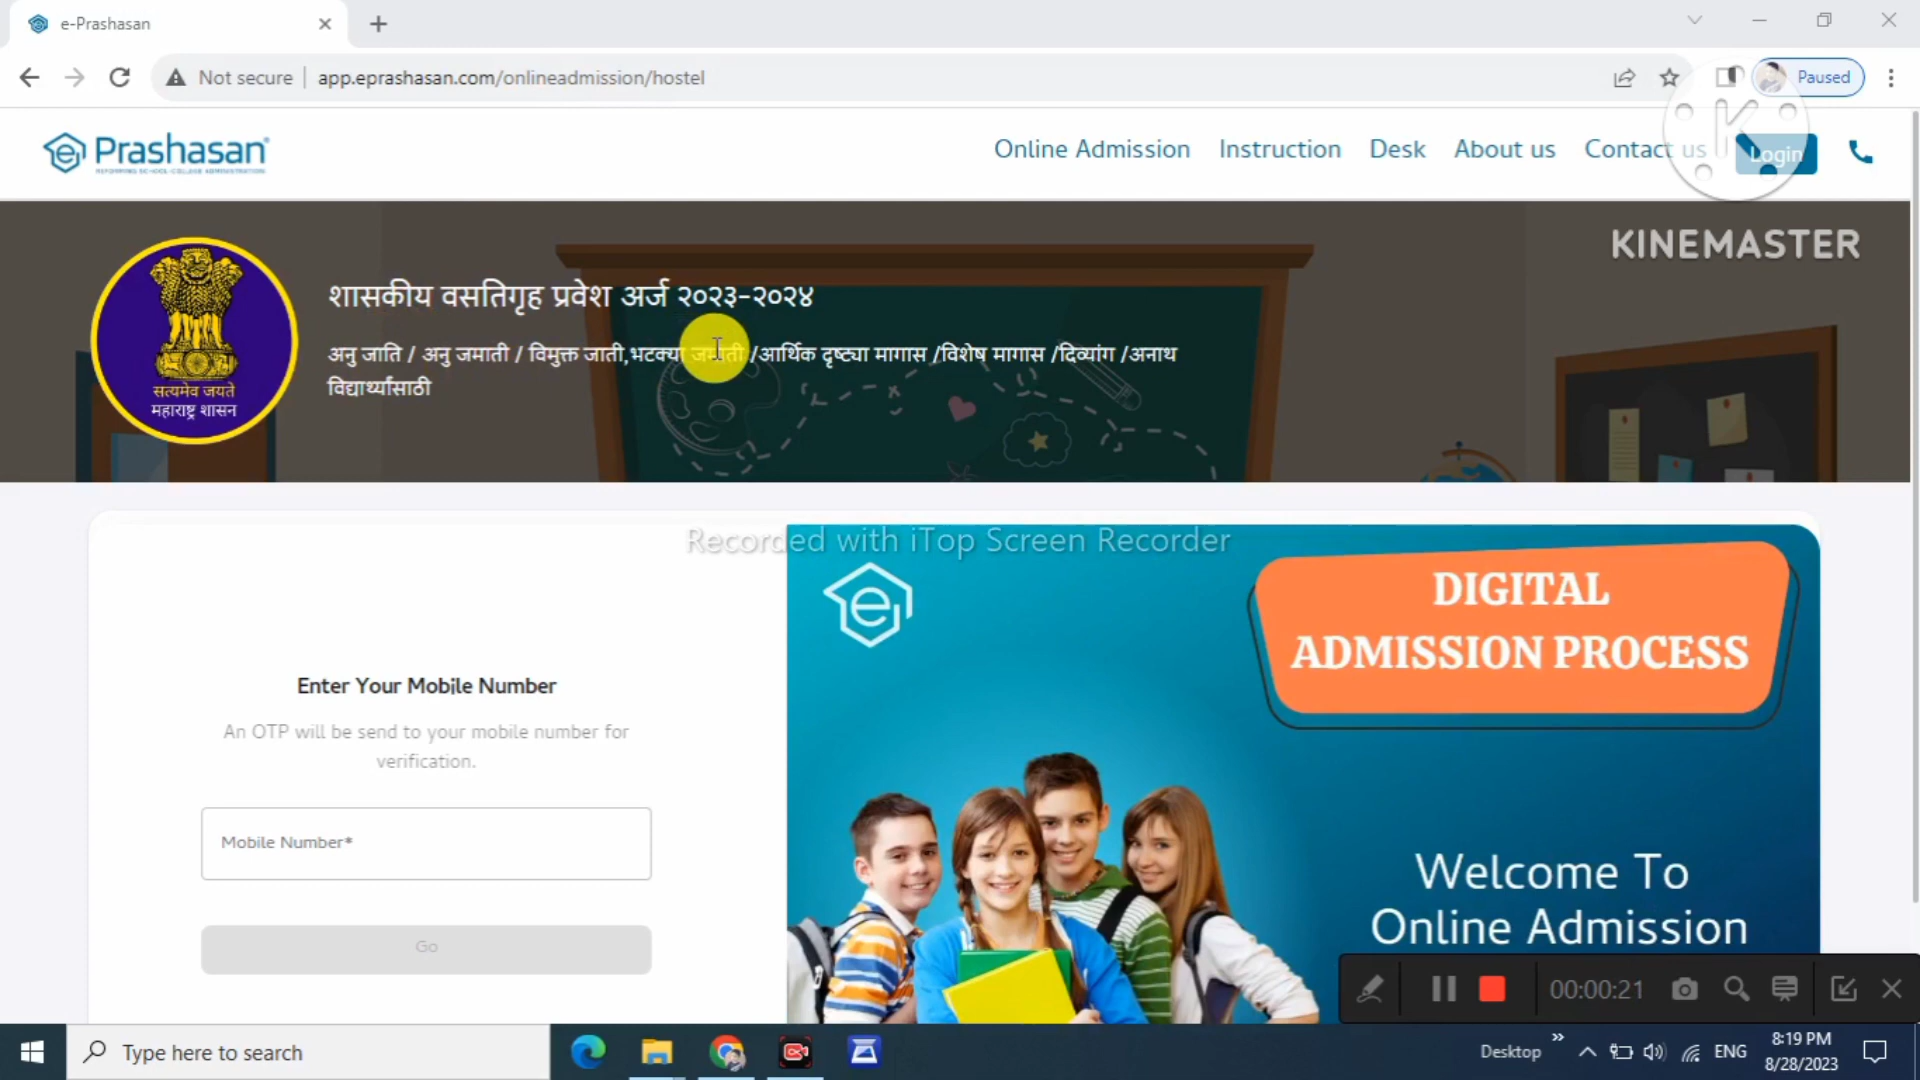 e-Prashasan
Not secure
app.eprashasan.com/onlineadmission/hostel
Paused
Prashasan
REFORMING SCHOOL-COLLEGE ADMINISTRATION
Online Admission
Instruction
Desk
About us
Contact us
Login
KINEMASTER
शासकीय वसतिगृह प्रवेश अर्ज २०२३-२०२४
अनु जाति / अनु जमाती / विमुक्त जाती,भटक्या जमाती /आर्थिक दृष्ट्या मागास /विशेष मागास /दिव्यांग /अनाथ
विद्यार्थ्यांसाठी
सत्यमेव जयते
महाराष्ट्र शासन
Recorded with iTop Screen Recorder
DIGITAL
ADMISSION PROCESS
Enter Your Mobile Number
An OTP will be send to your mobile number for
verification.
Mobile Number*
Go
Welcome To
Online Admission
00:00:21
Type here to search
Desktop
ENG
8:19 PM
8/28/2023